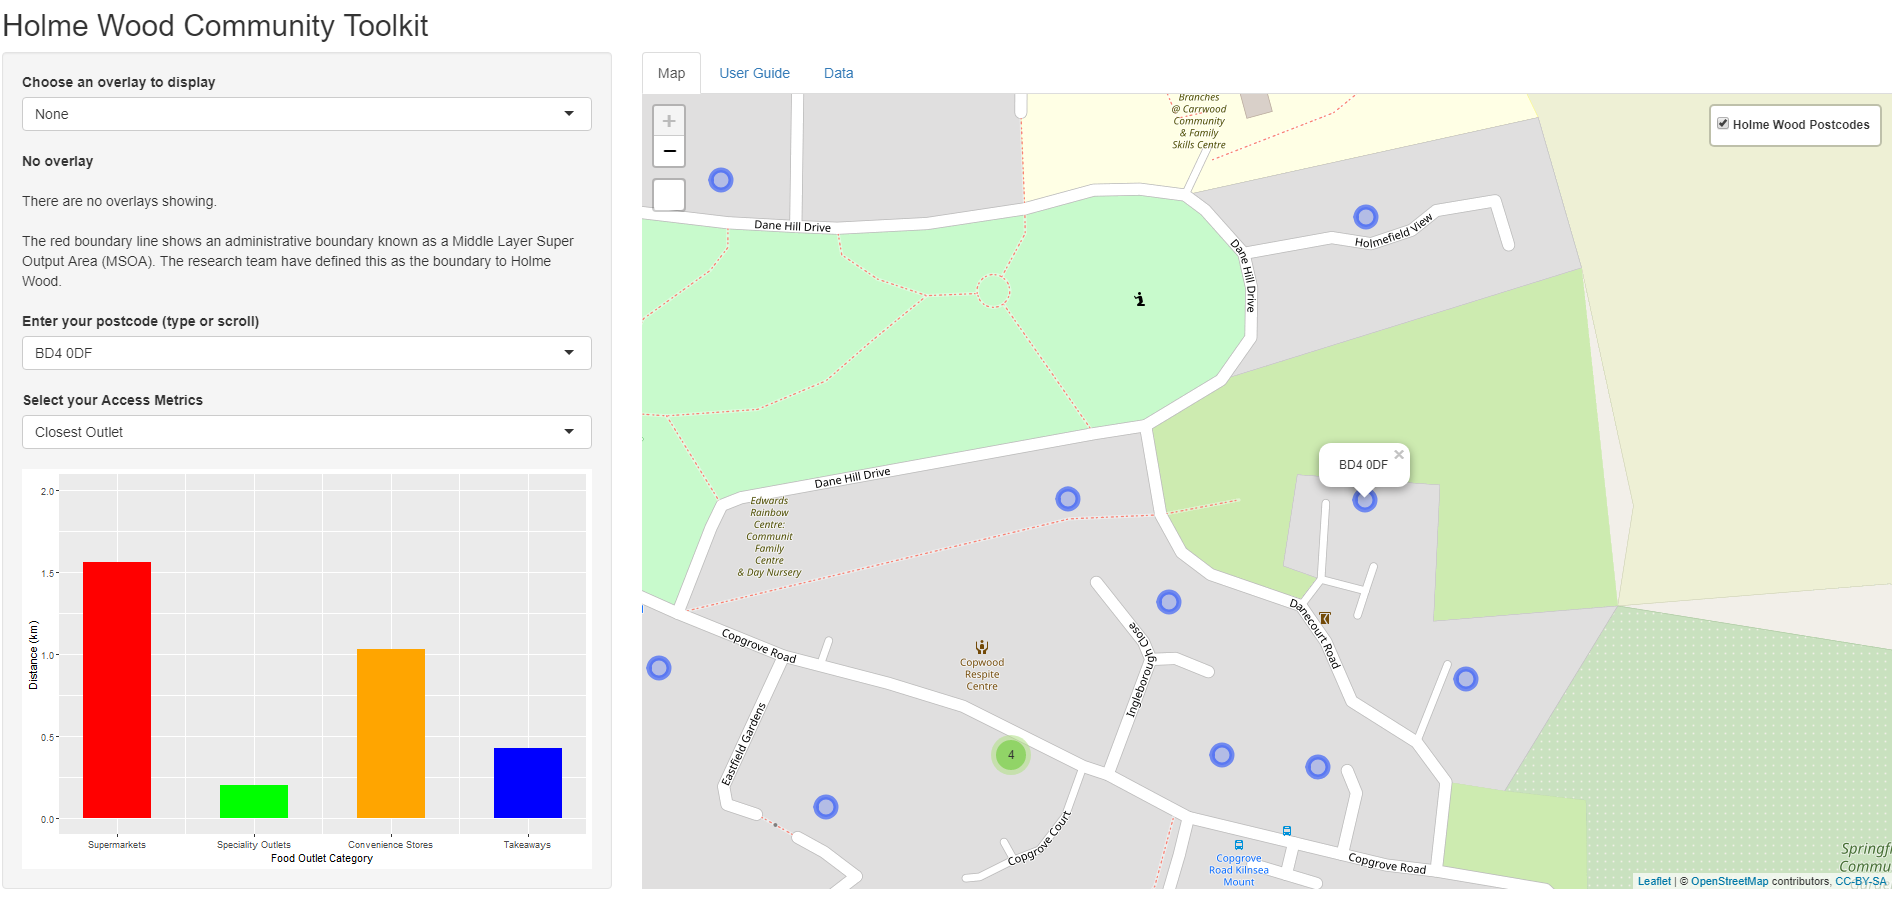 Holme Wood Community Toolkit
Choose an overlay to display
None
No overlay
There are no overlays showing.
The red boundary line shows an administrative boundary known as a Middle Layer Super
Output Area (MSOA). The research team have defined this as the boundary to Holme
Wood.
Enter your postcode (type or scroll)
BD4 0DF
Select your Access Metrics
Closest Outlet
2.0
1.5
1.0
0.5
0.0
Distance (km)
Supermarkets
Speciality Outlets
Convenience Stores
Takeaways
Food Outlet Category
Map
User Guide
Data
+
−
Holme Wood Postcodes
Branches
@ Carrwood
Community
& Family
Skills Centre
Dane Hill Drive
Dane Hill Drive
Holmefield View
BD4 0DF
×
Dane Hill Drive
Edwards
Rainbow
Centre:
Communit
Family
Centre
& Day Nursery
Copgrove Road
Copwood
Respite
Centre
Ingleborough Close
Danecourt Road
Eastfield Gardens
4
Copgrove Court
Copgrove
Road Kilnsea
Mount
Copgrove Road
Springf
Commu
Leaflet | © OpenStreetMap contributors, CC-BY-SA